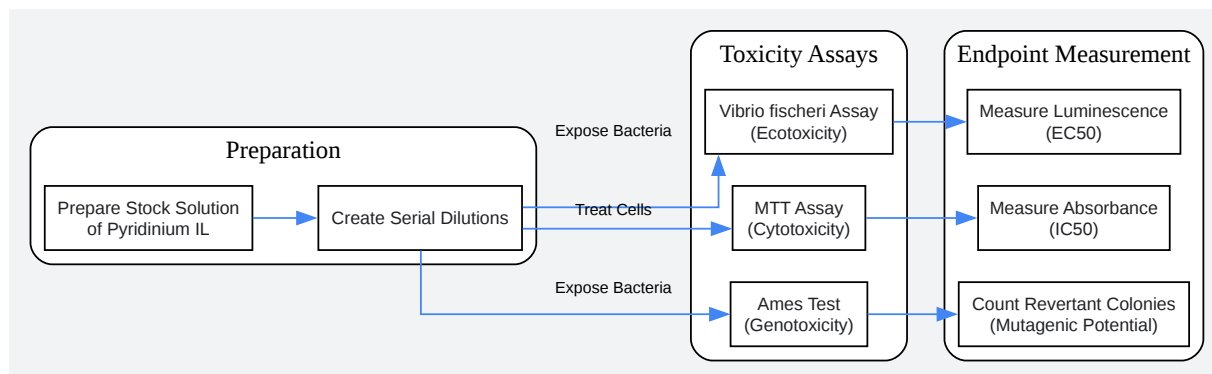 Preparation
Prepare Stock Solution
of Pyridinium IL
Create Serial Dilutions
Expose Bacteria
Treat Cells
Expose Bacteria
Toxicity Assays
Vibrio fischeri Assay
(Ecotoxicity)
MTT Assay
(Cytotoxicity)
Ames Test
(Genotoxicity)
Endpoint Measurement
Measure Luminescence
(EC50)
Measure Absorbance
(IC50)
Count Revertant Colonies
(Mutagenic Potential)